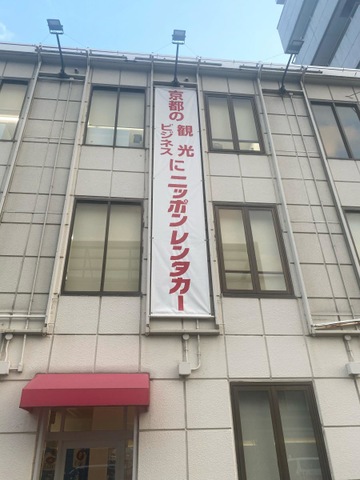 京都の
観光
ビジネス
にニッポンレンタカー